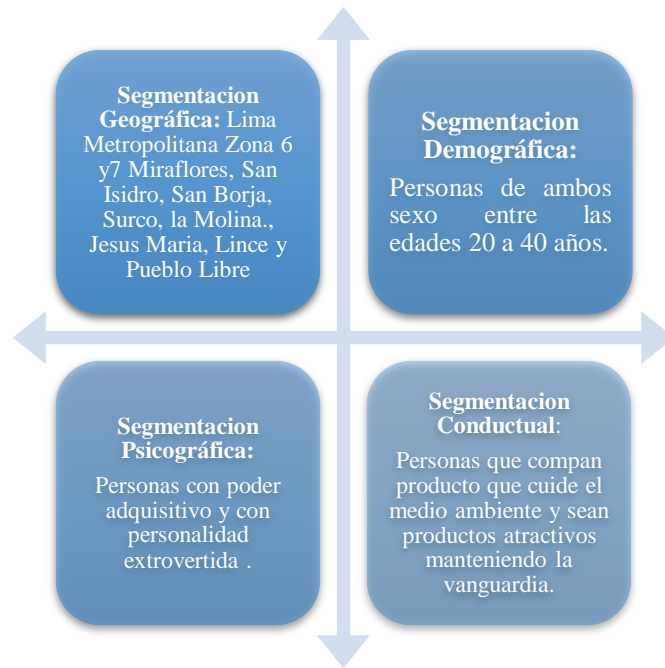 Segmentacion
Geográfica: Lima
Metropolitana Zona 6
y7 Miraflores, San
Isidro, San Borja,
Surco, la Molina.,
Jesus Maria, Lince y
Pueblo Libre
Segmentacion
Demográfica:
Personas de ambos
sexo entre las
edades 20 a 40 años.
Segmentacion
Psicográfica:
Personas con poder
adquisitivo y con
personalidad
extrovertida .
Segmentacion
Conductual:
Personas que compan
producto que cuide el
medio ambiente y sean
productos atractivos
manteniendo la
vanguardia.